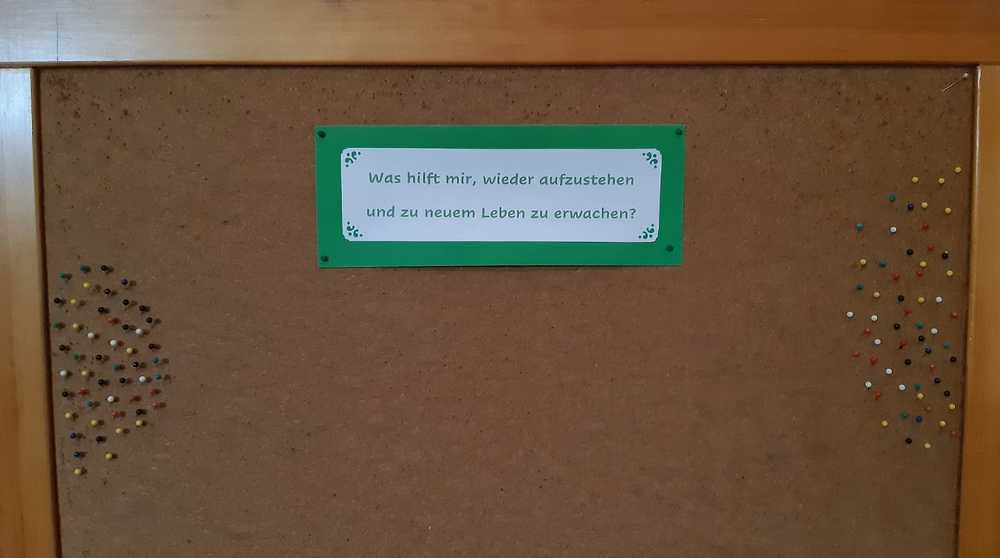 Was hilft mir, wieder aufzustehen
und zu neuem Leben zu erwachen?